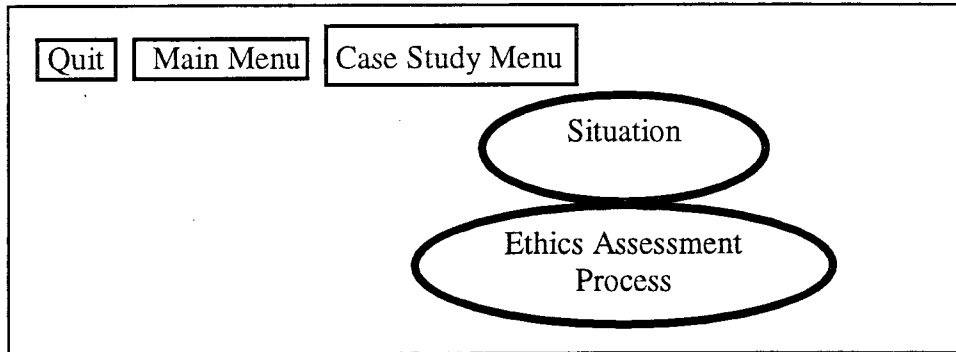 Quit Main Menu Case Study Menu
Situation
Ethics Assessment
Process